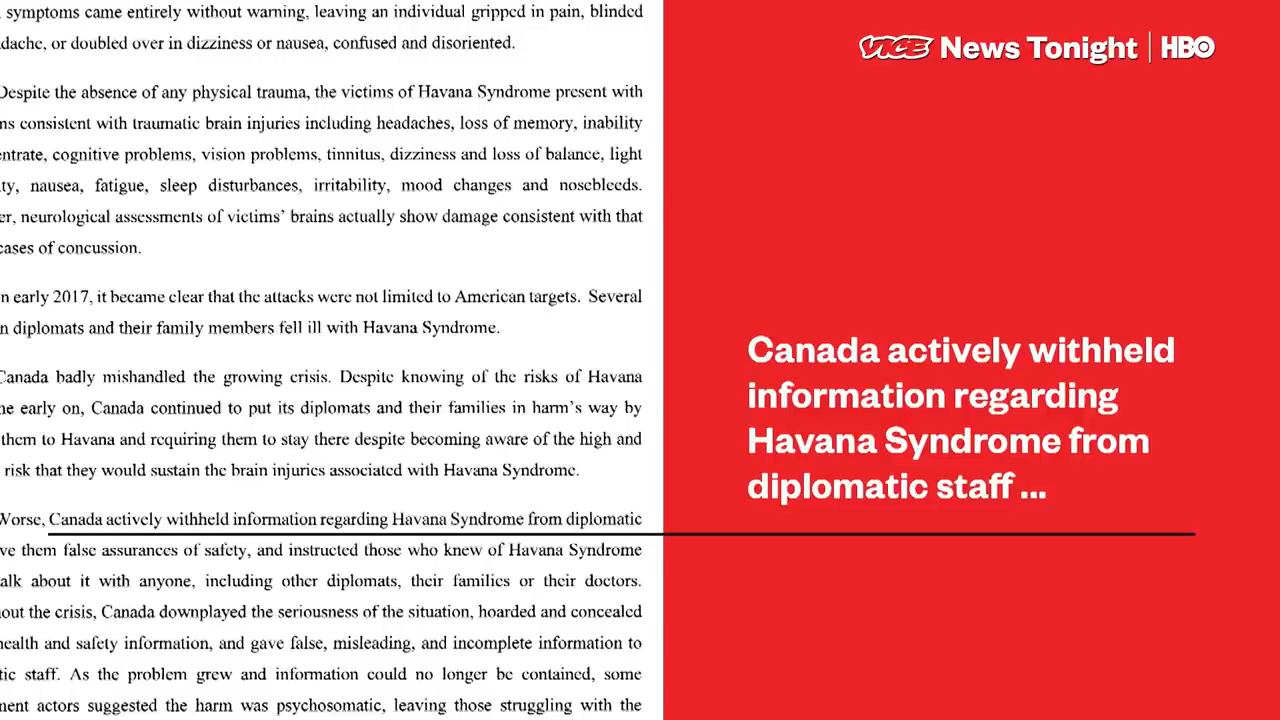 symptoms came entirely without warning, leaving an individual gripped in pain, blinded
dache, or doubled over in dizziness or nausea, confused and disoriented.
Despite the absence of any physical trauma, the victims of Havana Syndrome present with
ns consistent with traumatic brain injuries including headaches, loss of memory, inability
entrate, cognitive problems, vision problems, tinnitus, dizziness and loss of balance, light
ty, nausea, fatigue, sleep disturbances, irritability, mood changes and nosebleeds.
er, neurological assessments of victims' brains actually show damage consistent with that
cases of concussion.
n early 2017, it became clear that the attacks were not limited to American targets. Several
n diplomats and their family members fell ill with Havana Syndrome.
Canada badly mishandled the growing crisis. Despite knowing of the risks of Havana
ne early on, Canada continued to put its diplomats and their families in harm's way by
them to Havana and requiring them to stay there despite becoming aware of the high and
risk that they would sustain the brain injuries associated with Havana Syndrome.
Worse, Canada actively withheld information regarding Havana Syndrome from diplomatic
ve them false assurances of safety, and instructed those who knew of Havana Syndrome
alk about it with anyone, including other diplomats, their families or their doctors.
out the crisis, Canada downplayed the seriousness of the situation, hoarded and concealed
health and safety information, and gave false, misleading, and incomplete information to
tic staff. As the problem grew and information could no longer be contained, some
ment actors suggested the harm was psychosomatic, leaving those struggling with the
VICE News Tonight | HBO
Canada actively withheld
information regarding
Havana Syndrome from
diplomatic staff ...